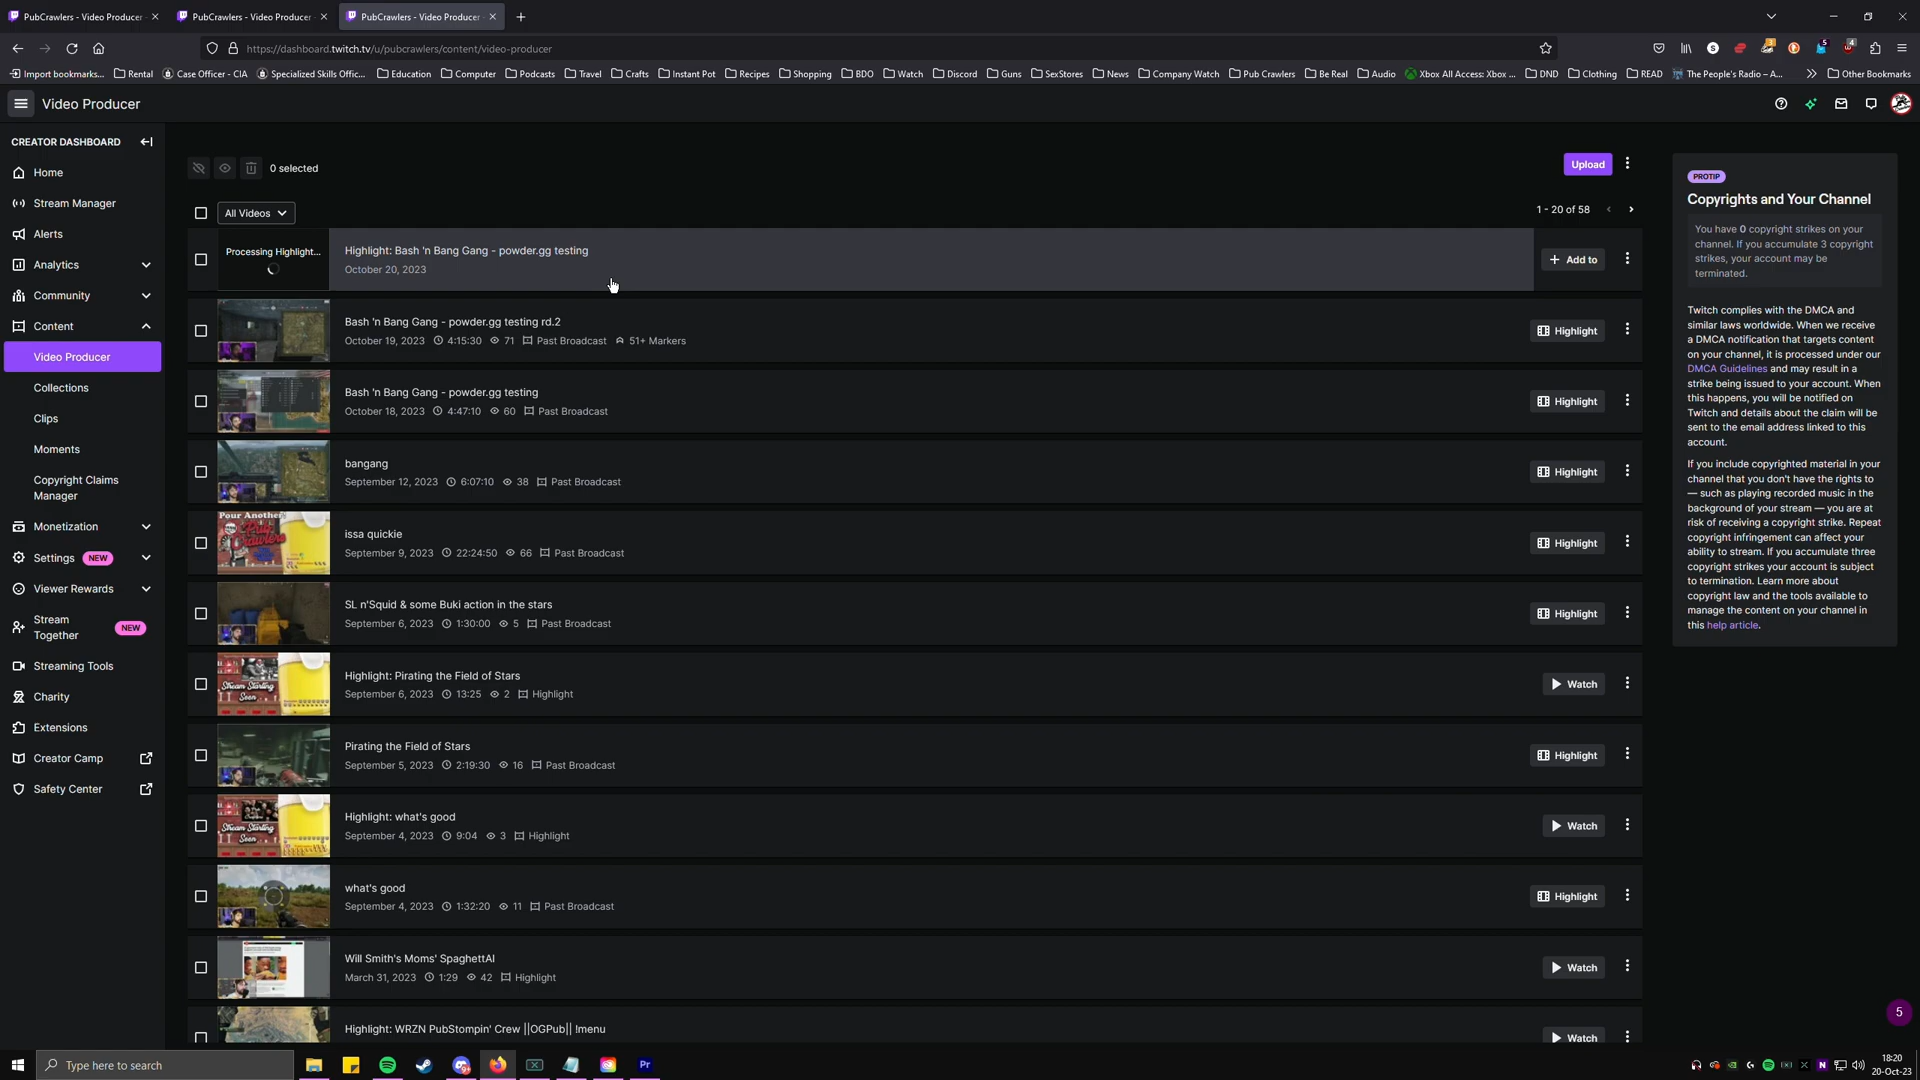 PubCrawlers - Video Producer
PubCrawlers - Video Producer
PubCrawlers - Video Producer
https://dashboard.twitch.tv/u/pubcrawlers/content/video-producer
Import bookmarks... Rental Case Officer - CIA Specialized Skills Offic... Education Computer Podcasts Travel Crafts Instant Pot Recipes Shopping BDO Watch Discord Guns SexStores News Company Watch Pub Crawlers Be Real Audio Xbox All Access: Xbox ... DND Clothing READ The People's Radio – A... Other Bookmarks
Video Producer
CREATOR DASHBOARD
Home
Stream Manager
Alerts
Analytics
Community
Content
Video Producer
Collections
Clips
Moments
Copyright Claims
Manager
Monetization
Settings NEW
Viewer Rewards
Stream
Together NEW
Streaming Tools
Charity
Extensions
Creator Camp
Safety Center
0 selected
Upload
All Videos
1 - 20 of 58
Processing Highlight...
Highlight: Bash 'n Bang Gang - powder.gg testing
October 20, 2023
+ Add to
Bash 'n Bang Gang - powder.gg testing rd.2
October 19, 2023 4:15:30 71 Past Broadcast 51+ Markers
Highlight
Bash 'n Bang Gang - powder.gg testing
October 18, 2023 4:47:10 60 Past Broadcast
Highlight
bangang
September 12, 2023 6:07:10 38 Past Broadcast
Highlight
Pour Another
Pub Crawlers
issa quickie
September 9, 2023 22:24:50 66 Past Broadcast
Highlight
SL n'Squid & some Buki action in the stars
September 6, 2023 1:30:00 5 Past Broadcast
Highlight
Stream Starting
Soon
Highlight: Pirating the Field of Stars
September 6, 2023 13:25 2 Highlight
Watch
Pirating the Field of Stars
September 5, 2023 2:19:30 16 Past Broadcast
Highlight
Stream Starting
Soon
Highlight: what's good
September 4, 2023 9:04 3 Highlight
Watch
what's good
September 4, 2023 1:32:20 11 Past Broadcast
Highlight
Will Smith's Moms' SpaghettAI
March 31, 2023 1:29 42 Highlight
Watch
Highlight: WRZN PubStompin' Crew ||OGPub|| !menu
Watch
PROTIP
Copyrights and Your Channel
You have 0 copyright strikes on your
channel. If you accumulate 3 copyright
strikes, your account may be
terminated.
Twitch complies with the DMCA and
similar laws worldwide. When we receive
a DMCA notification that targets content
on your channel, it is processed under our
DMCA Guidelines and may result in a
strike being issued to your account. When
this happens, you will be notified on
Twitch and details about the claim will be
sent to the email address linked to this
account.
If you include copyrighted material in your
channel that you don't have the rights to
— such as playing recorded music in the
background of your stream — you are at
risk of receiving a copyright strike. Repeat
copyright infringement can affect your
ability to stream. If you accumulate three
copyright strikes your account is subject
to termination. Learn more about
copyright law and the tools available to
manage the content on your channel in
this help article.
5
Type here to search
Pr
18:20
20-Oct-23